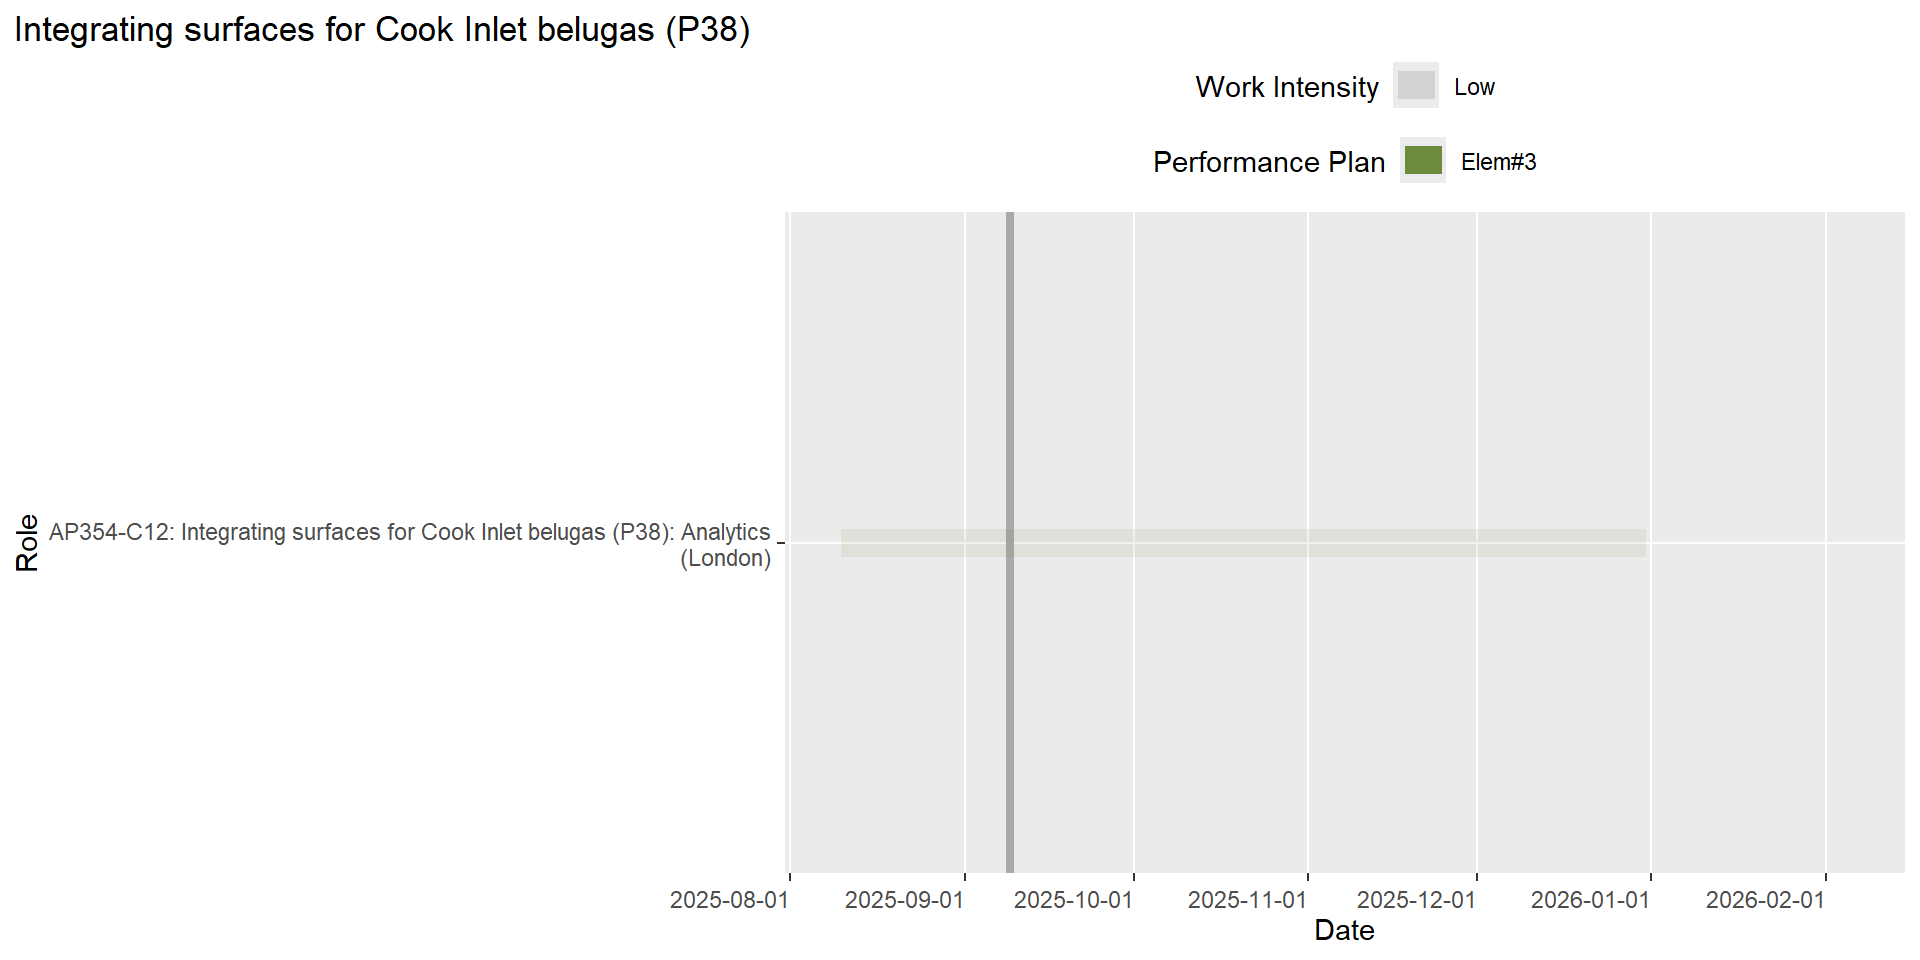 Integrating surfaces for Cook Inlet belugas (P38)
Work Intensity Low
Performance Plan Elem#3
Role
AP354-C12: Integrating surfaces for Cook Inlet belugas (P38): Analytics
(London)
2025-08-01 2025-09-01 2025-10-01 2025-11-01 2025-12-01 2026-01-01 2026-02-01
Date